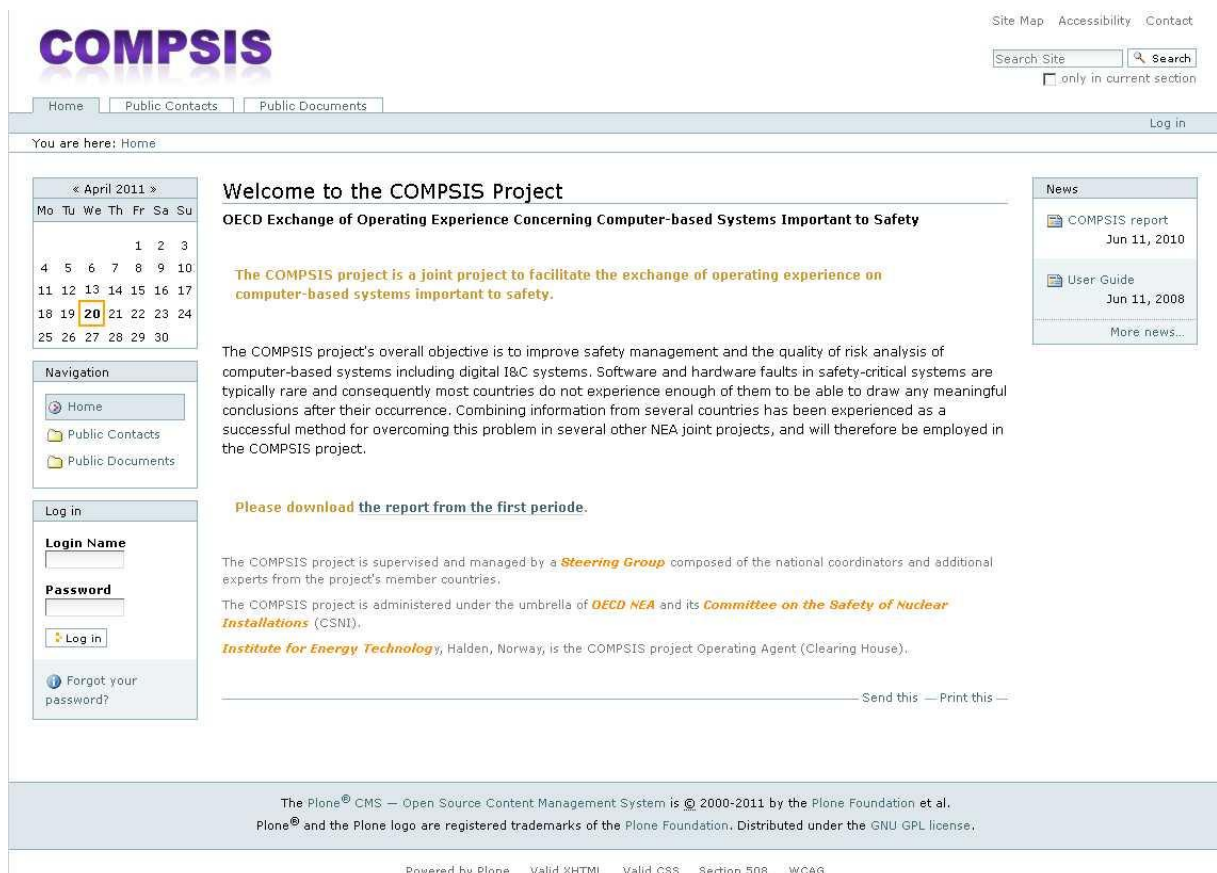 COMPSIS
Site Map Accessibility Contact
Search Site Search
only in current section
Home Public Contacts Public Documents
Log in
You are here: Home
« April 2011 »
Mo Tu We Th Fr Sa Su
1 2 3
4 5 6 7 8 9 10
11 12 13 14 15 16 17
18 19 20 21 22 23 24
25 26 27 28 29 30
Navigation
Home
Public Contacts
Public Documents
Log in
Login Name
Password
Log in
Forgot your
password?
Welcome to the COMPSIS Project
OECD Exchange of Operating Experience Concerning Computer-based Systems Important to Safety
The COMPSIS project is a joint project to facilitate the exchange of operating experience on
computer-based systems important to safety.
The COMPSIS project's overall objective is to improve safety management and the quality of risk analysis of
computer-based systems including digital I&C systems. Software and hardware faults in safety-critical systems are
typically rare and consequently most countries do not experience enough of them to be able to draw any meaningful
conclusions after their occurrence. Combining information from several countries has been experienced as a
successful method for overcoming this problem in several other NEA joint projects, and will therefore be employed in
the COMPSIS project.
Please download the report from the first periode.
The COMPSIS project is supervised and managed by a Steering Group composed of the national coordinators and additional
experts from the project's member countries.
The COMPSIS project is administered under the umbrella of OECD NEA and its Committee on the Safety of Nuclear
Installations (CSNI).
Institute for Energy Technology, Halden, Norway, is the COMPSIS project Operating Agent (Clearing House).
Send this — Print this —
News
COMPSIS report
Jun 11, 2010
User Guide
Jun 11, 2008
More news...
The Plone® CMS — Open Source Content Management System is © 2000-2011 by the Plone Foundation et al.
Plone® and the Plone logo are registered trademarks of the Plone Foundation. Distributed under the GNU GPL license.
Powered by Plone Valid XHTML Valid CSS Section 508 WCAG